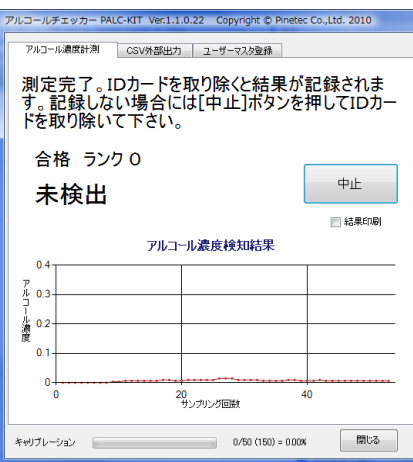 アルコールチェッカー PALC-KIT Ver.1.1.0.22 Copyright © Pinetec Co.,Ltd. 2010
アルコール濃度計測 CSV外部出力 ユーザーマスタ登録
測定完了。IDカードを取り除くと結果が記録されま
す。記録しない場合には[中止]ボタンを押してIDカー
ドを取り除いて下さい。
合格 ランク 0
未検出
中止
結果印刷
アルコール濃度検知結果
アルコール濃度
0.4
0.3
0.2
0.1
0
0 20 40
サンプリング回数
キャリブレーション 0/50 (150) = 0.00% 閉じる